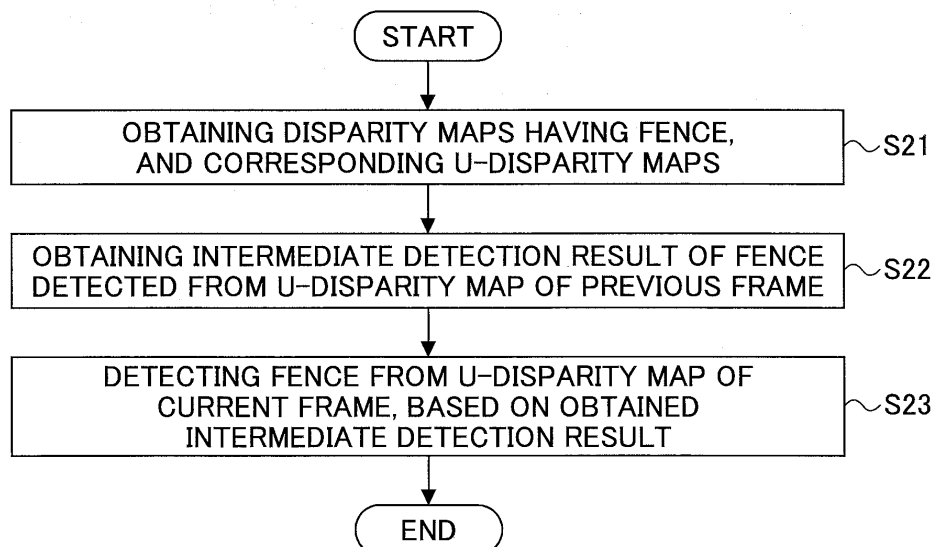 START
OBTAINING DISPARITY MAPS HAVING FENCE,
AND CORRESPONDING U-DISPARITY MAPS
S21
OBTAINING INTERMEDIATE DETECTION RESULT OF FENCE
DETECTED FROM U-DISPARITY MAP OF PREVIOUS FRAME
S22
DETECTING FENCE FROM U-DISPARITY MAP OF
CURRENT FRAME, BASED ON OBTAINED
INTERMEDIATE DETECTION RESULT
S23
END